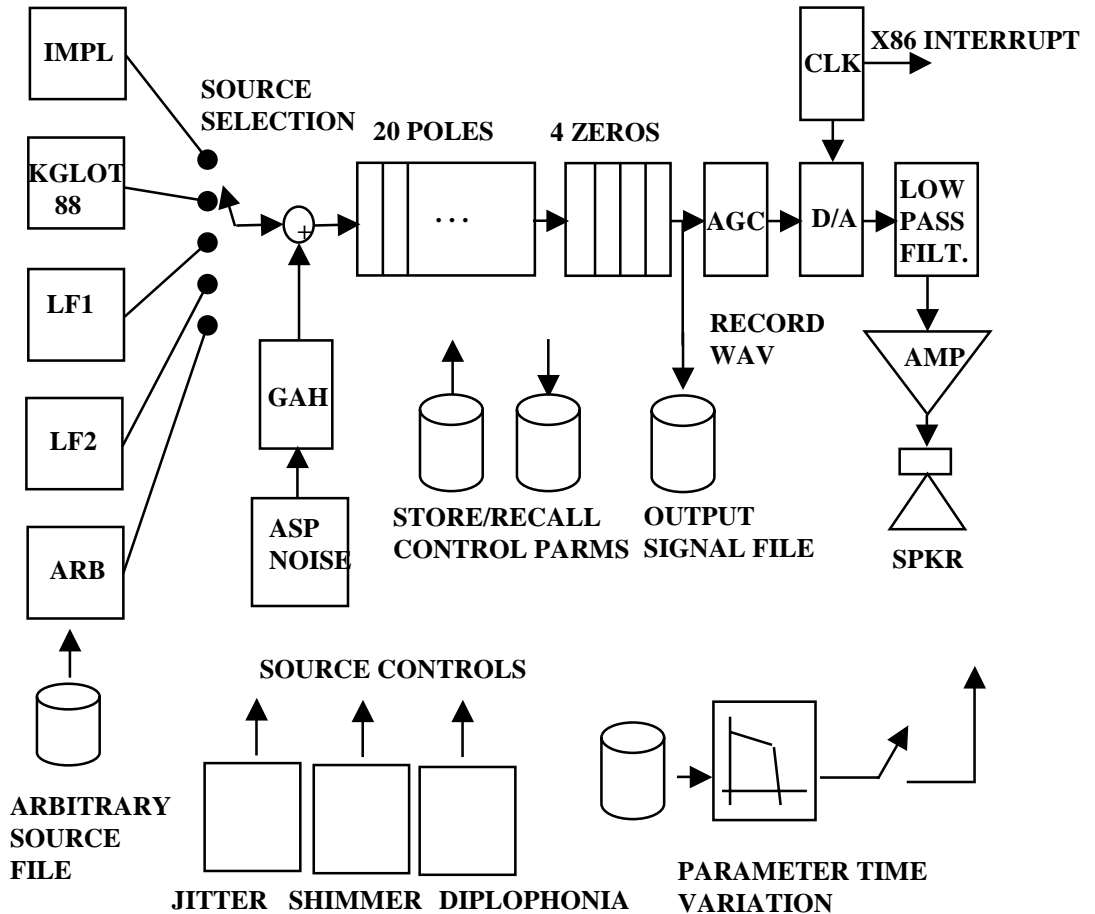 IMPL
X86 INTERRUPT
CLK
SOURCE
SELECTION
20 POLES
4 ZEROS
KGLOT
88
...
+
AGC
D/A
LOW
PASS
FILT.
LF1
RECORD
WAV
AMP
GAH
LF2
ASP
NOISE
STORE/RECALL
CONTROL PARMS
OUTPUT
SIGNAL FILE
SPKR
ARB
SOURCE CONTROLS
ARBITRARY
SOURCE
FILE
JITTER
SHIMMER
DIPLOPHONIA
PARAMETER TIME
VARIATION